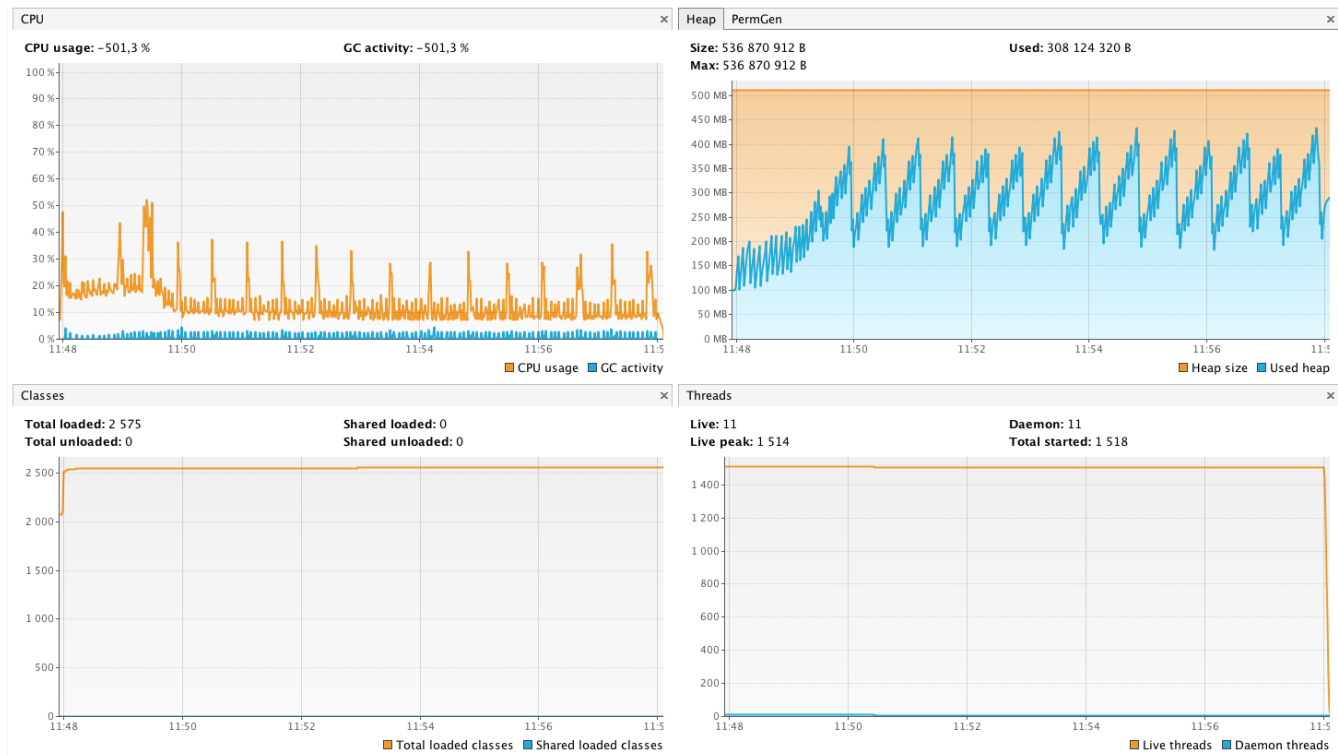 CPU ×
CPU usage: -501,3 % GC activity: -501,3 %
100 %
90 %
80 %
70 %
60 %
50 %
40 %
30 %
20 %
10 %
0 %
11:48 11:50 11:52 11:54 11:56 11:5
CPU usage GC activity
Heap PermGen ×
Size: 536 870 912 B Used: 308 124 320 B
Max: 536 870 912 B
500 MB
450 MB
400 MB
350 MB
300 MB
250 MB
200 MB
150 MB
100 MB
50 MB
0 MB
11:48 11:50 11:52 11:54 11:56 11:5
Heap size Used heap
Classes ×
Total loaded: 2 575 Shared loaded: 0
Total unloaded: 0 Shared unloaded: 0
2 500
2 000
1 500
1 000
500
0
11:48 11:50 11:52 11:54 11:56 11:5
Total loaded classes Shared loaded classes
Threads ×
Live: 11 Daemon: 11
Live peak: 1 514 Total started: 1 518
1 400
1 200
1 000
800
600
400
200
0
11:48 11:50 11:52 11:54 11:56 11:5
Live threads Daemon threads